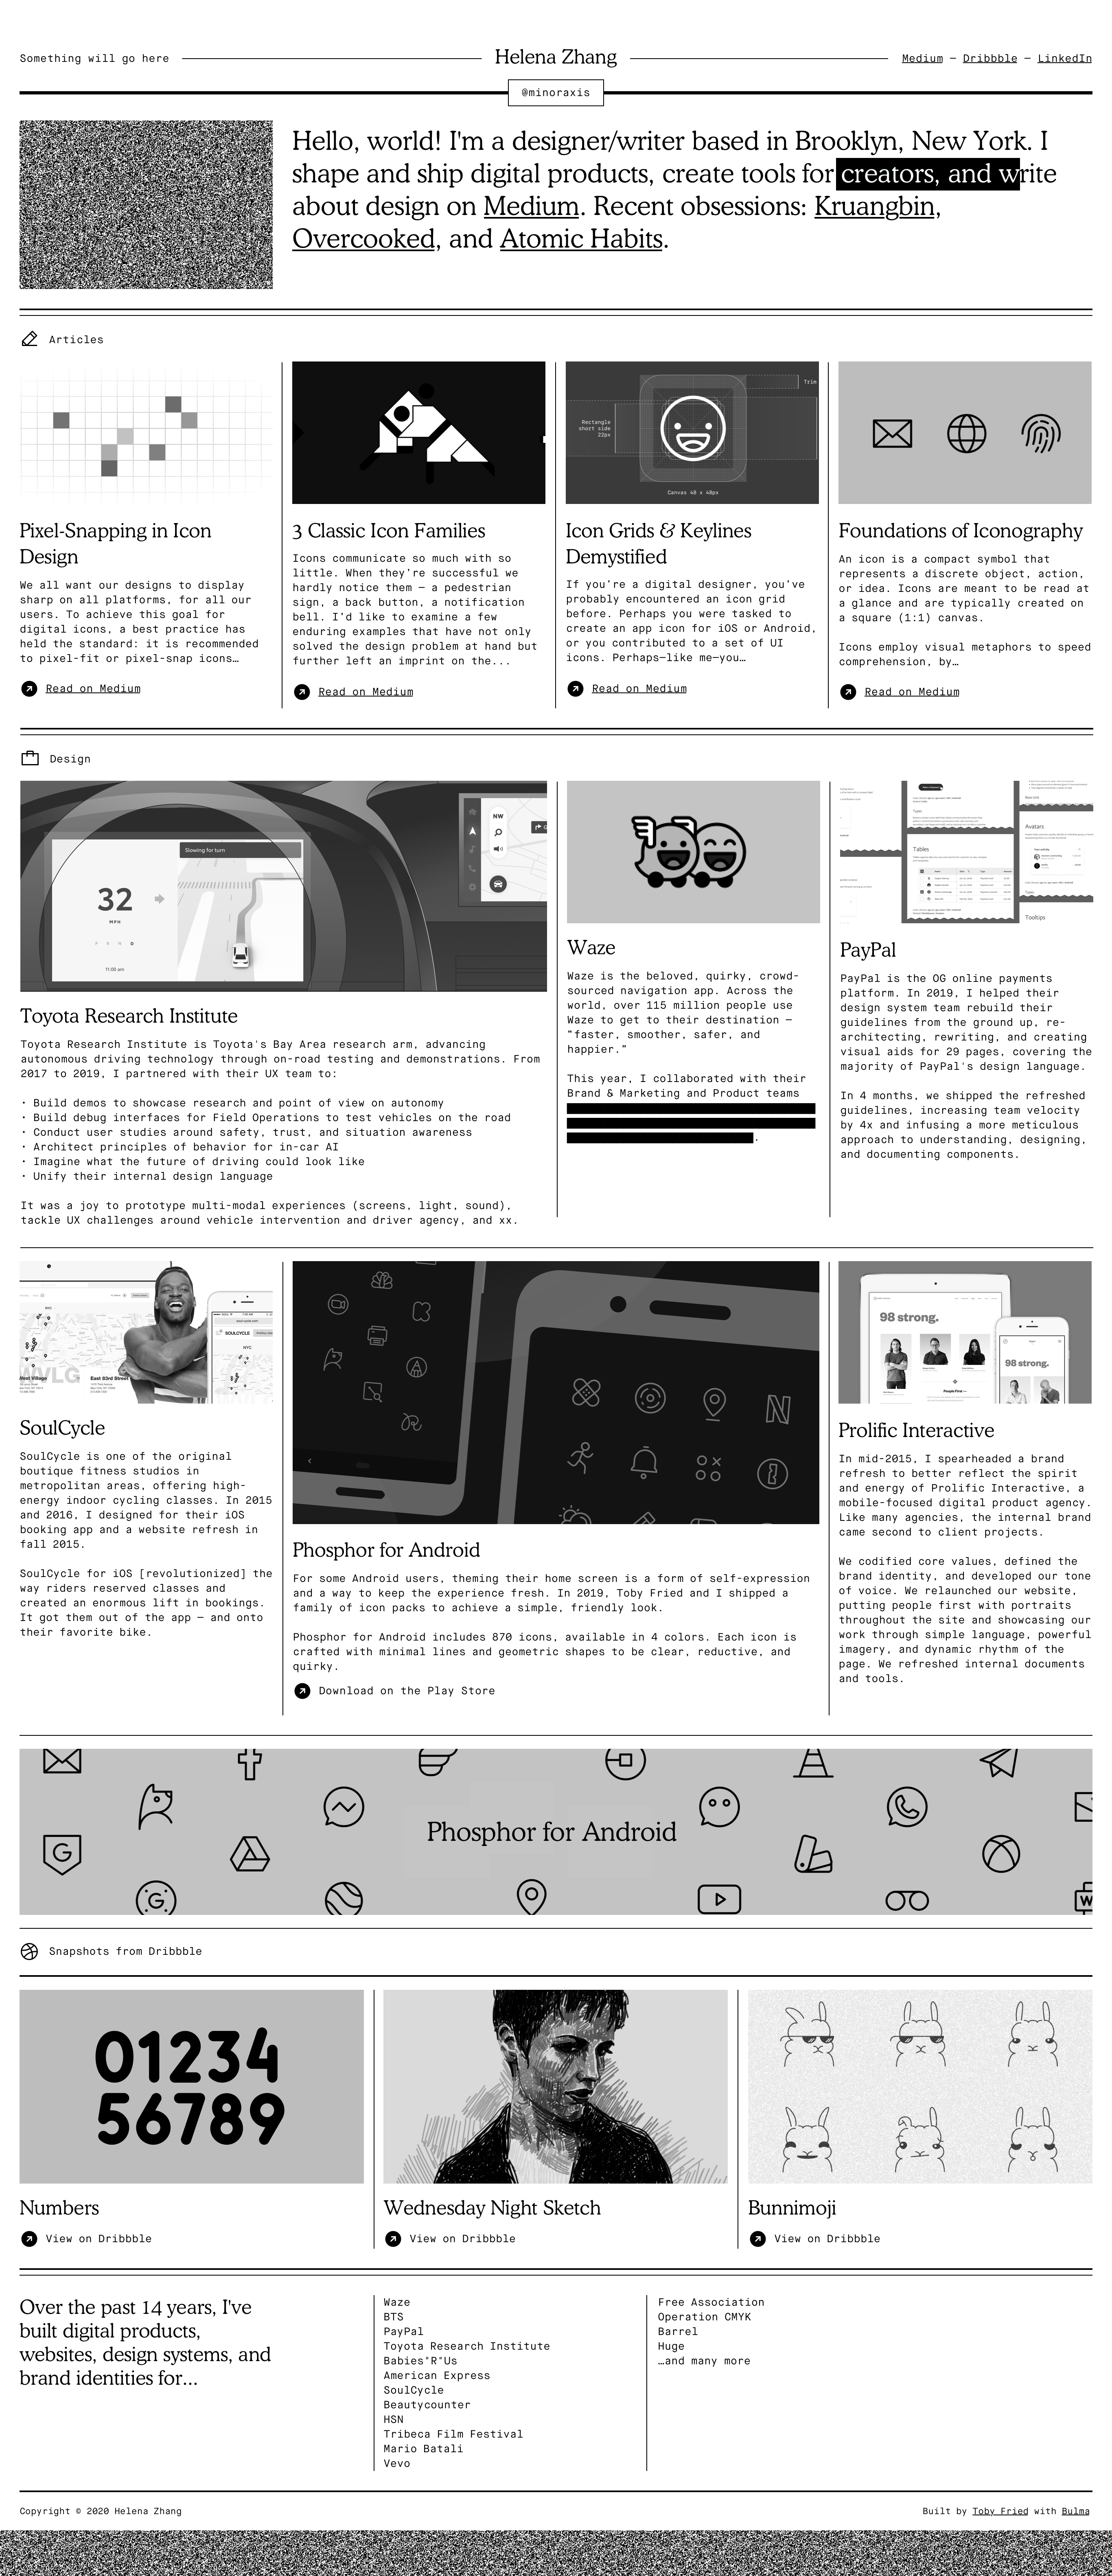 Something will go here
Helena Zhang
Medium — Dribbble — LinkedIn
@minoraxis
Hello, world! I'm a designer/writer based in Brooklyn, New York. I
shape and ship digital products, create tools for creators, and write
about design on Medium. Recent obsessions: Kruangbin,
Overcooked, and Atomic Habits.
Articles
Pixel-Snapping in Icon
Design
We all want our designs to display
sharp on all platforms, for all our
users. To achieve this goal for
digital icons, a best practice has
held the standard: it is recommended
to pixel-fit or pixel-snap icons…
Read on Medium
3 Classic Icon Families
Icons communicate so much with so
little. When they're successful we
hardly notice them — a pedestrian
sign, a back button, a notification
bell. I'd like to examine a few
enduring examples that have not only
solved the design problem at hand but
further left an imprint on the...
Read on Medium
Trim
Rectangle
short side
22px
Canvas 48 x 48px
Icon Grids & Keylines
Demystified
If you're a digital designer, you've
probably encountered an icon grid
before. Perhaps you were tasked to
create an app icon for iOS or Android,
or you contributed to a set of UI
icons. Perhaps—like me—you…
Read on Medium
Foundations of Iconography
An icon is a compact symbol that
represents a discrete object, action,
or idea. Icons are meant to be read at
a glance and are typically created on
a square (1:1) canvas.
Icons employ visual metaphors to speed
comprehension, by…
Read on Medium
Design
Slowing for turn
32
MPH
P R N D
11:00 am
NW
Toyota Research Institute
Toyota Research Institute is Toyota's Bay Area research arm, advancing
autonomous driving technology through on-road testing and demonstrations. From
2017 to 2019, I partnered with their UX team to:
· Build demos to showcase research and point of view on autonomy
· Build debug interfaces for Field Operations to test vehicles on the road
· Conduct user studies around safety, trust, and situation awareness
· Architect principles of behavior for in-car AI
· Imagine what the future of driving could look like
· Unify their internal design language
It was a joy to prototype multi-modal experiences (screens, light, sound),
tackle UX challenges around vehicle intervention and driver agency, and xx.
Waze
Waze is the beloved, quirky, crowd-
sourced navigation app. Across the
world, over 115 million people use
Waze to get to their destination —
"faster, smoother, safer, and
happier."
This year, I collaborated with their
Brand & Marketing and Product teams
.
Tables
Avatars
Tooltips
PayPal
PayPal is the OG online payments
platform. In 2019, I helped their
design system team rebuild their
guidelines from the ground up, re-
architecting, rewriting, and creating
visual aids for 29 pages, covering the
majority of PayPal's design language.
In 4 months, we shipped the refreshed
guidelines, increasing team velocity
by 4x and infusing a more meticulous
approach to understanding, designing,
and documenting components.
WVLG
West Village
East 83rd Street
SOULCYCLE
NYC
SoulCycle
SoulCycle is one of the original
boutique fitness studios in
metropolitan areas, offering high-
energy indoor cycling classes. In 2015
and 2016, I designed for their iOS
booking app and a website refresh in
fall 2015.
SoulCycle for iOS [revolutionized] the
way riders reserved classes and
created an enormous lift in bookings.
It got them out of the app — and onto
their favorite bike.
Phosphor for Android
For some Android users, theming their home screen is a form of self-expression
and a way to keep the experience fresh. In 2019, Toby Fried and I shipped a
family of icon packs to achieve a simple, friendly look.
Phosphor for Android includes 870 icons, available in 4 colors. Each icon is
crafted with minimal lines and geometric shapes to be clear, reductive, and
quirky.
Download on the Play Store
98 strong.
People First —
98 strong.
Prolific Interactive
In mid-2015, I spearheaded a brand
refresh to better reflect the spirit
and energy of Prolific Interactive, a
mobile-focused digital product agency.
Like many agencies, the internal brand
came second to client projects.
We codified core values, defined the
brand identity, and developed our tone
of voice. We relaunched our website,
putting people first with portraits
throughout the site and showcasing our
work through simple language, powerful
imagery, and dynamic rhythm of the
page. We refreshed internal documents
and tools.
Phosphor for Android
Snapshots from Dribbble
01234
56789
Numbers
View on Dribbble
Wednesday Night Sketch
View on Dribbble
Bunnimoji
View on Dribbble
Over the past 14 years, I've
built digital products,
websites, design systems, and
brand identities for...
Waze
BTS
PayPal
Toyota Research Institute
Babies"R"Us
American Express
SoulCycle
Beautycounter
HSN
Tribeca Film Festival
Mario Batali
Vevo
Free Association
Operation CMYK
Barrel
Huge
…and many more
Copyright © 2020 Helena Zhang
Built by Toby Fried with Bulma